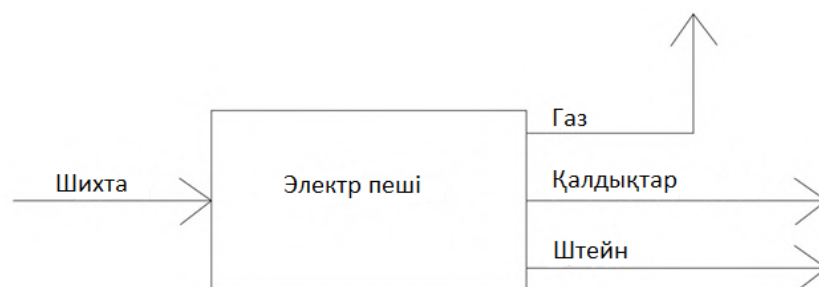 Газ
Шихта
Электр пеші
Қалдықтар
Штейн